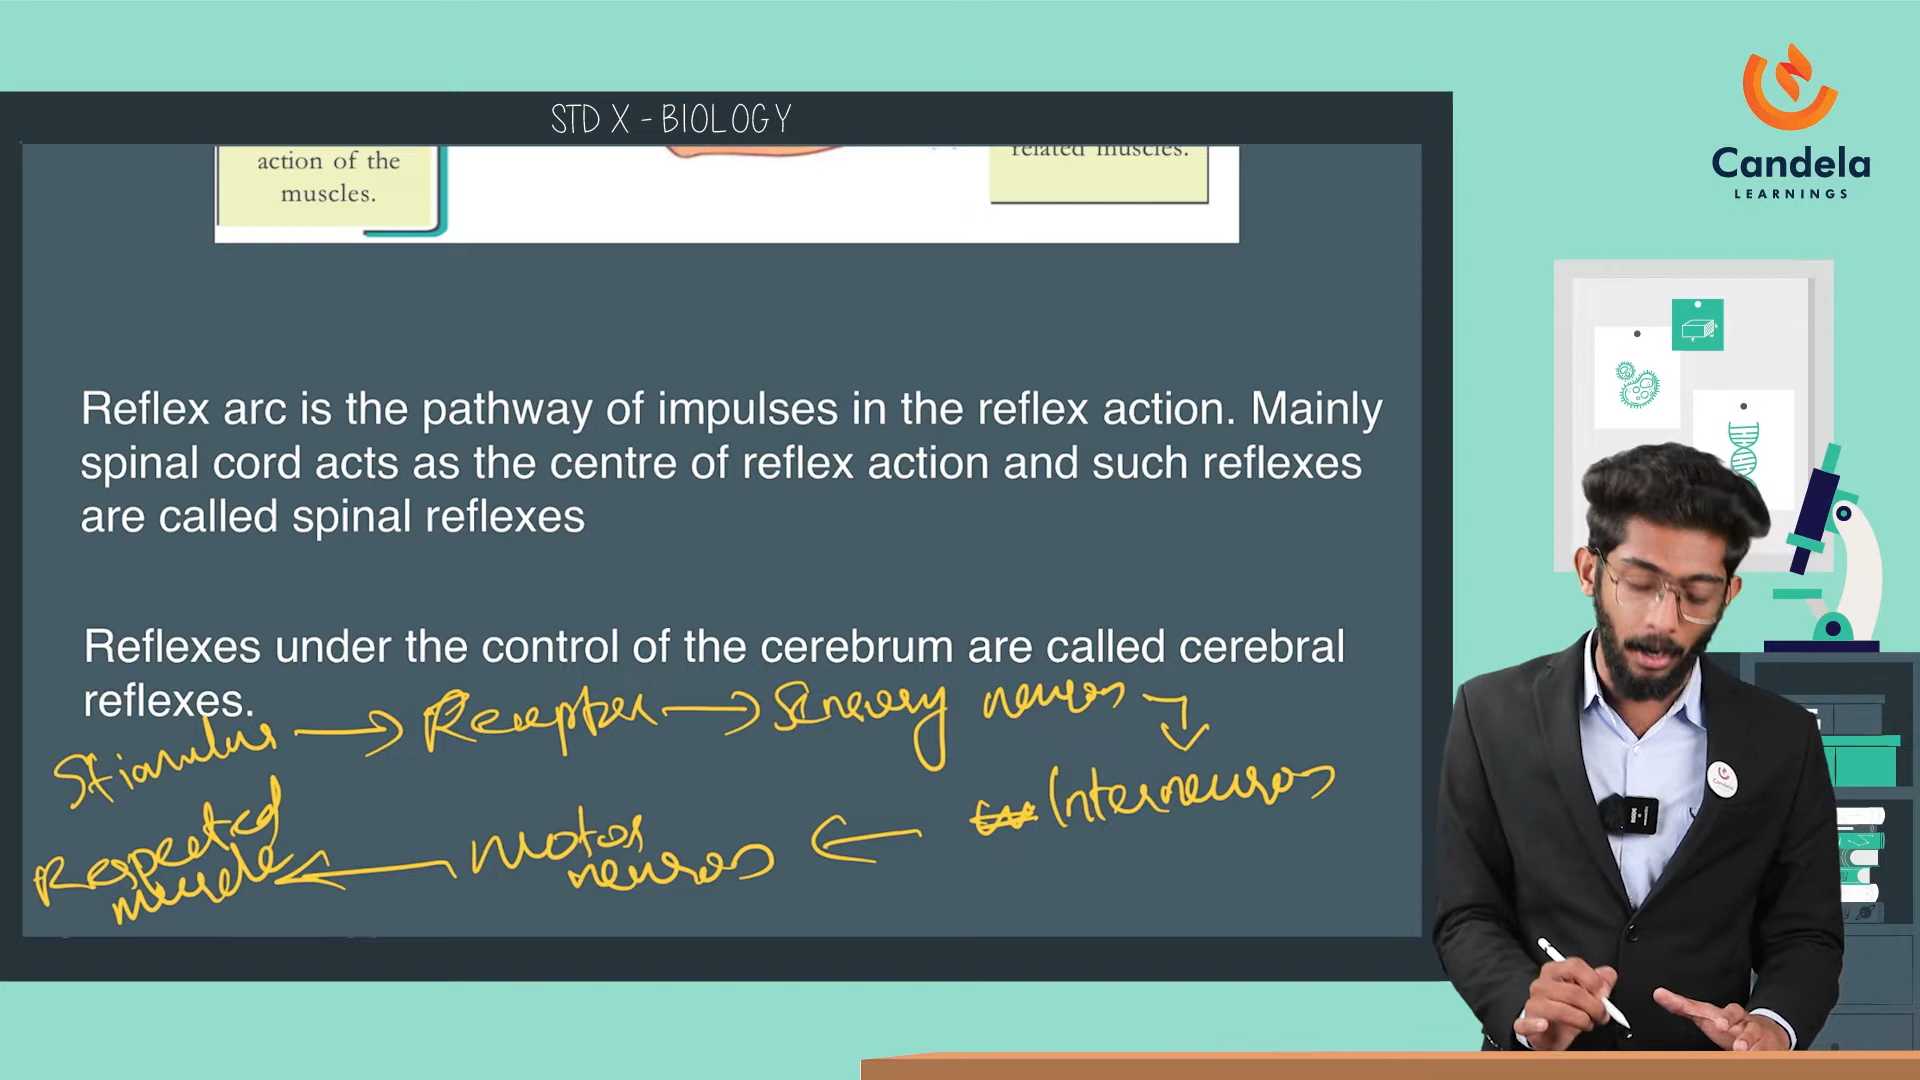 STD X - BIOLOGY
Candela
LEARNINGS
action of the
muscles.
related muscles.
Reflex arc is the pathway of impulses in the reflex action. Mainly
spinal cord acts as the centre of reflex action and such reflexes
are called spinal reflexes
Reflexes under the control of the cerebrum are called cerebral
reflexes.
Stimulus → Receptor → Sensory neuron
Interneuron
Respected
muscle ← Motor
neuron ←